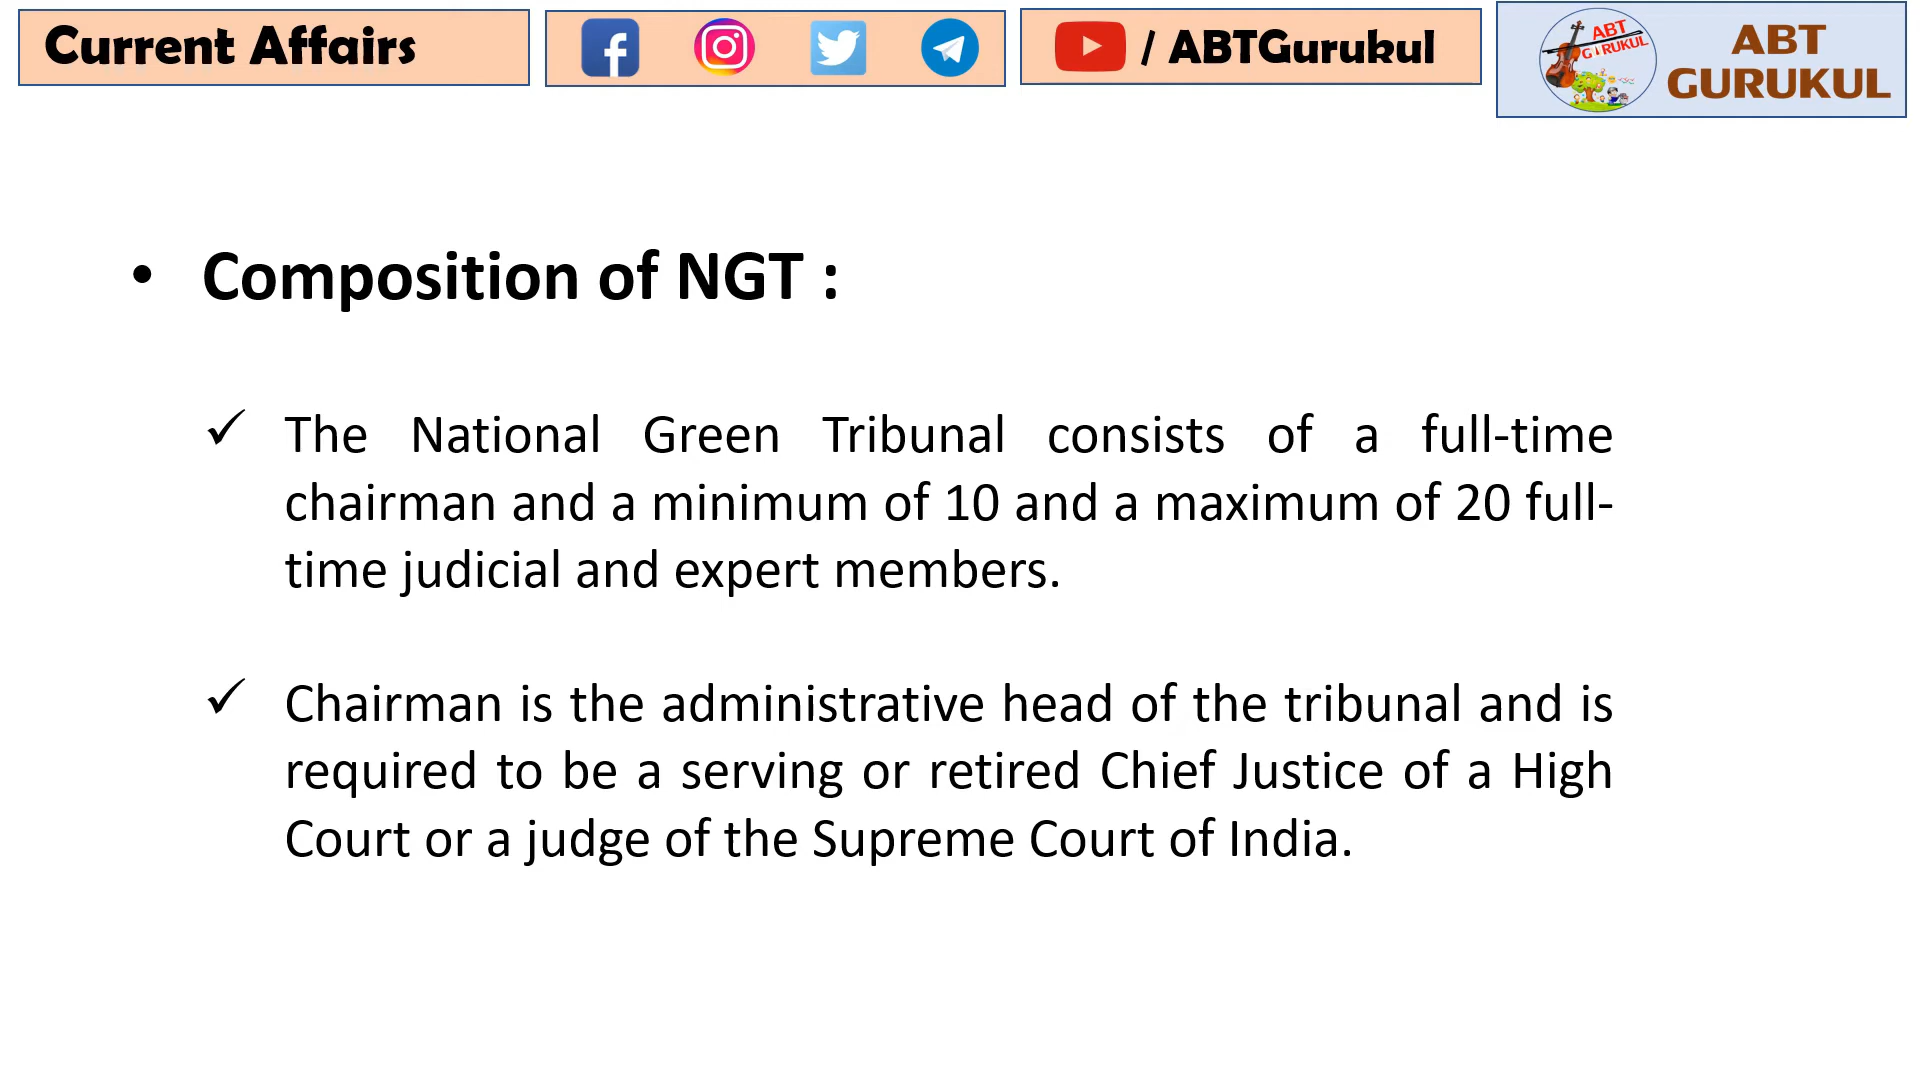 Current Affairs
/ ABTGurukul
ABT
GURUKUL
ABT
GURUKUL
• Composition of NGT :
✓ The National Green Tribunal consists of a full-time
chairman and a minimum of 10 and a maximum of 20 full-
time judicial and expert members.
✓ Chairman is the administrative head of the tribunal and is
required to be a serving or retired Chief Justice of a High
Court or a judge of the Supreme Court of India.